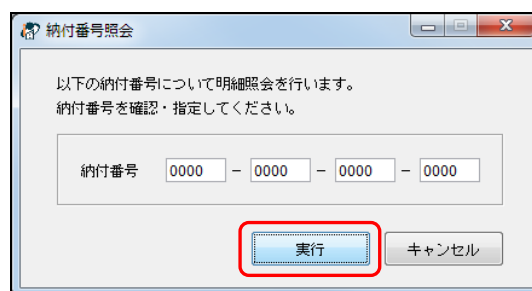 納付番号照会
以下の納付番号について明細照会を行います。
納付番号を確認・指定してください。
納付番号 0000 － 0000 － 0000 － 0000
実行 キャンセル